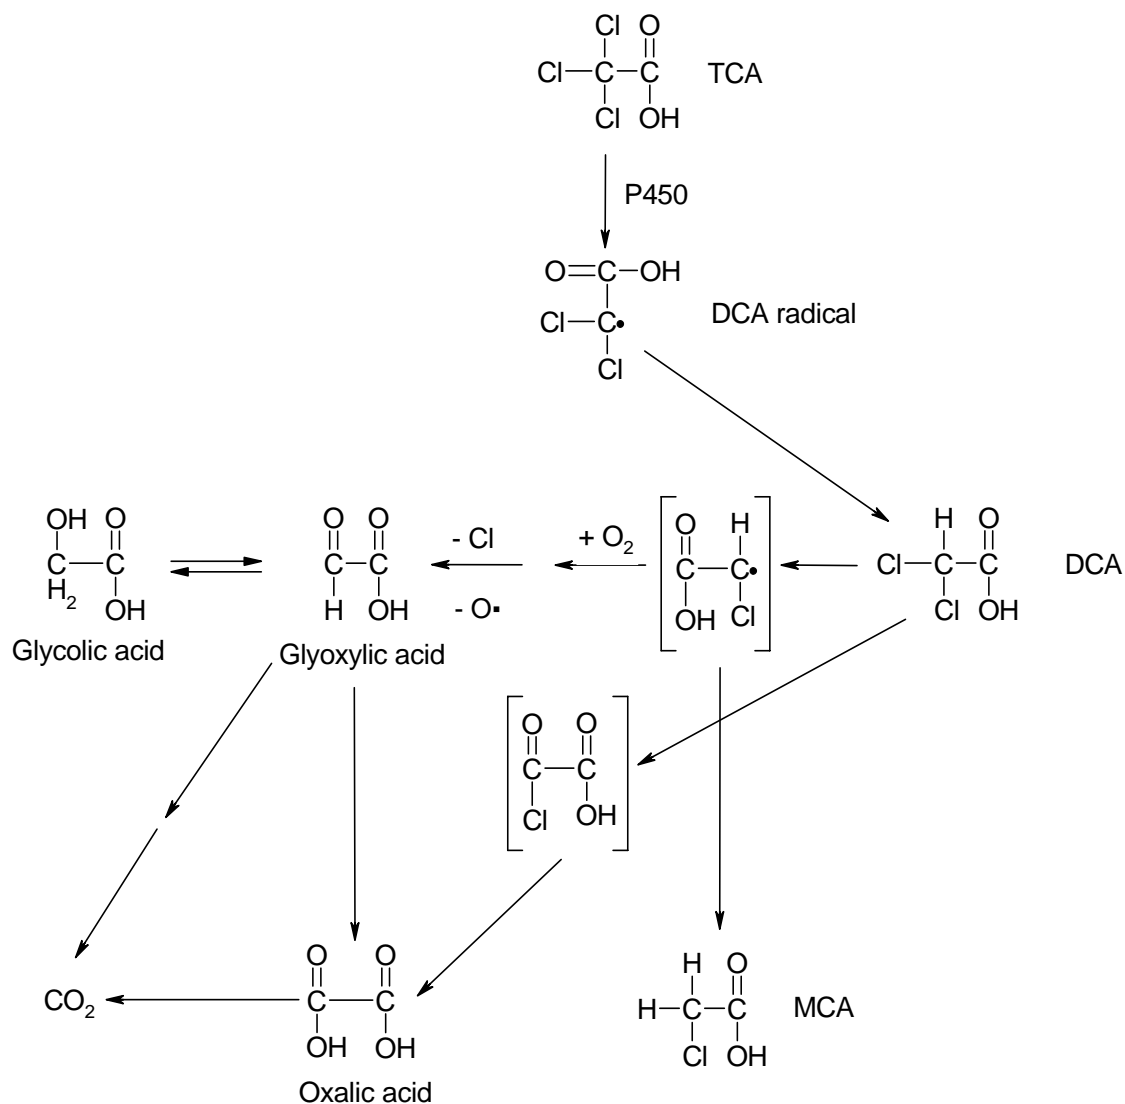 Cl O
Cl C C TCA
Cl OH
P450
O C OH
Cl C• DCA radical
Cl
OH O
C C
H2 OH
Glycolic acid
O O
C C
H OH
Glyoxylic acid
- Cl
- O•
+ O2
O H
C C•
OH Cl
H O
Cl C C DCA
Cl OH
O O
C C
Cl OH
CO2
O O
C C
OH OH
Oxalic acid
H O
H C C MCA
Cl OH